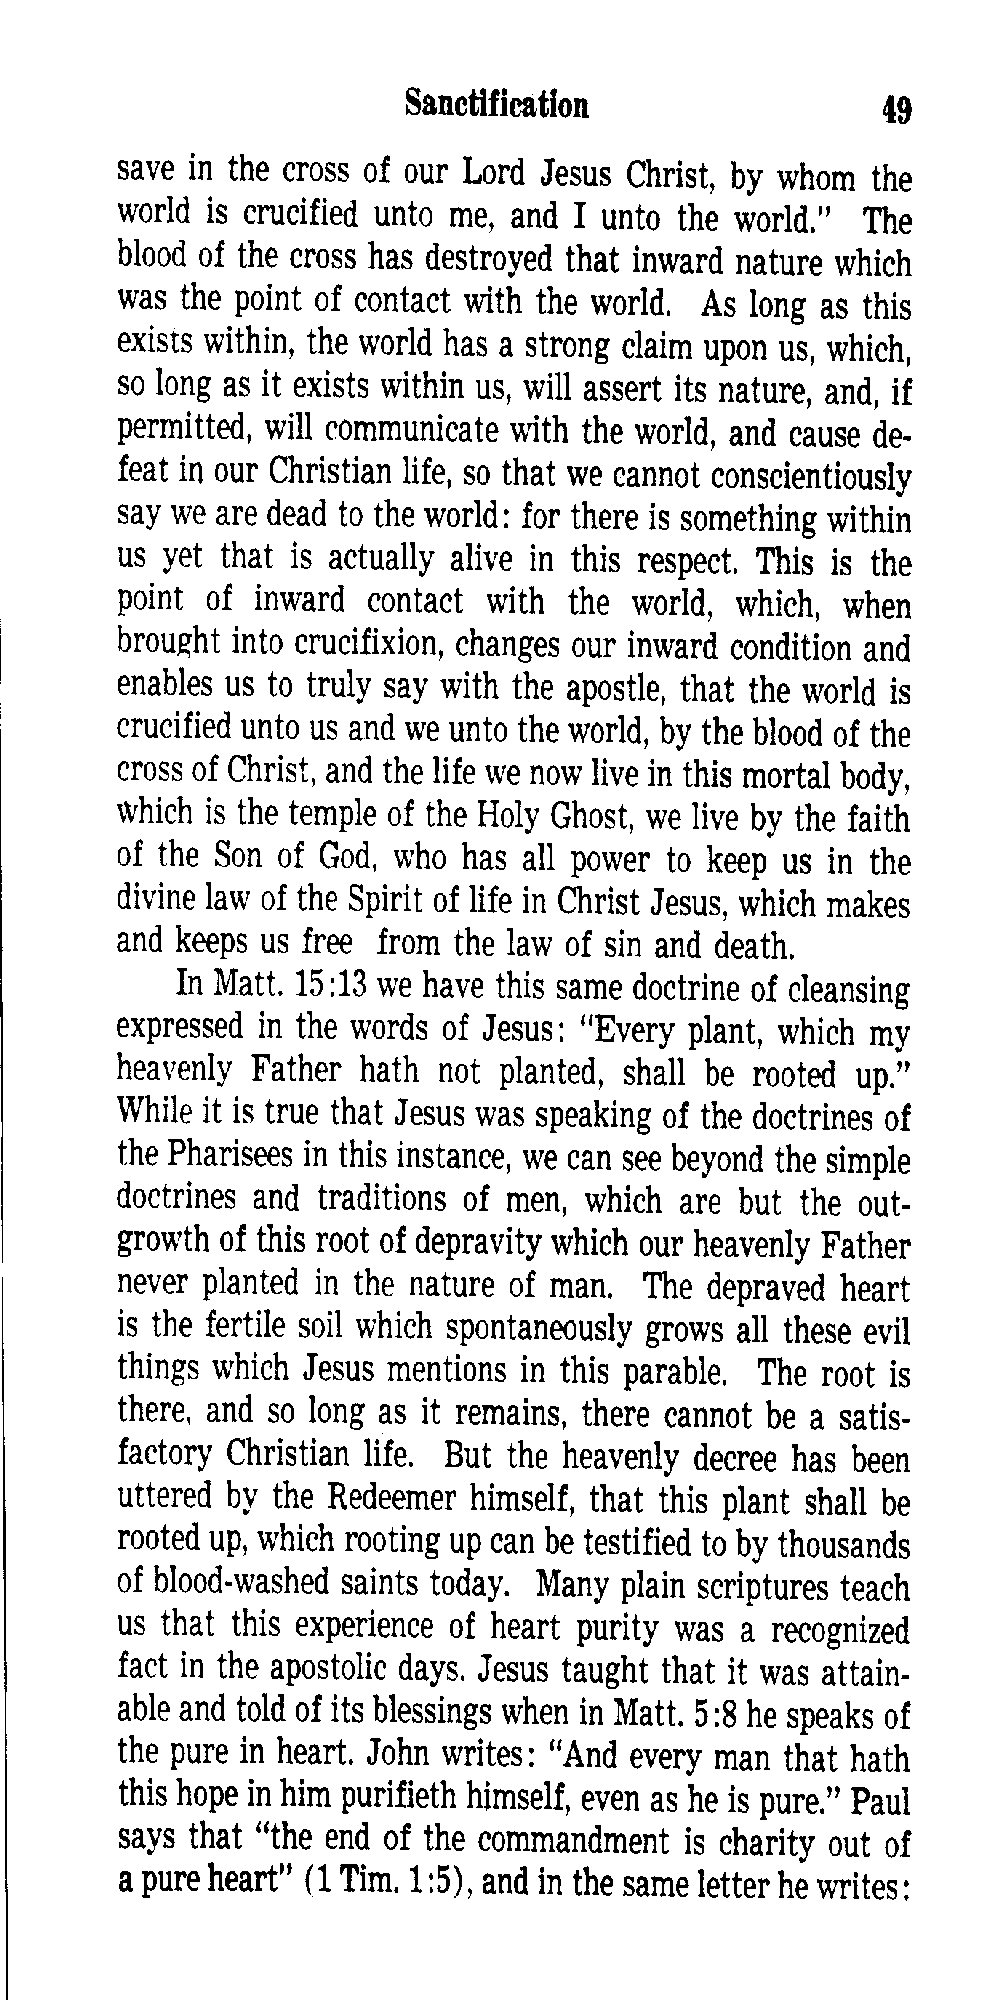 Sanctification 49
save in the cross of our Lord Jesus Christ, by whom the
world is crucified unto me, and I unto the world." The
blood of the cross has destroyed that inward nature which
was the point of contact with the world. As long as this
exists within, the world has a strong claim upon us, which,
so long as it exists within us, will assert its nature, and, if
permitted, will communicate with the world, and cause de-
feat in our Christian life, so that we cannot conscientiously
say we are dead to the world: for there is something within
us yet that is actually alive in this respect. This is the
point of inward contact with the world, which, when
brought into crucifixion, changes our inward condition and
enables us to truly say with the apostle, that the world is
crucified unto us and we unto the world, by the blood of the
cross of Christ, and the life we now live in this mortal body,
which is the temple of the Holy Ghost, we live by the faith
of the Son of God, who has all power to keep us in the
divine law of the Spirit of life in Christ Jesus, which makes
and keeps us free from the law of sin and death.
In Matt. 15:13 we have this same doctrine of cleansing
expressed in the words of Jesus: "Every plant, which my
heavenly Father hath not planted, shall be rooted up."
While it is true that Jesus was speaking of the doctrines of
the Pharisees in this instance, we can see beyond the simple
doctrines and traditions of men, which are but the out-
growth of this root of depravity which our heavenly Father
never planted in the nature of man. The depraved heart
is the fertile soil which spontaneously grows all these evil
things which Jesus mentions in this parable. The root is
there, and so long as it remains, there cannot be a satis-
factory Christian life. But the heavenly decree has been
uttered by the Redeemer himself, that this plant shall be
rooted up, which rooting up can be testified to by thousands
of blood-washed saints today. Many plain scriptures teach
us that this experience of heart purity was a recognized
fact in the apostolic days. Jesus taught that it was attain-
able and told of its blessings when in Matt. 5:8 he speaks of
the pure in heart. John writes: "And every man that hath
this hope in him purifieth himself, even as he is pure." Paul
says that "the end of the commandment is charity out of
a pure heart" (1 Tim. 1:5), and in the same letter he writes: